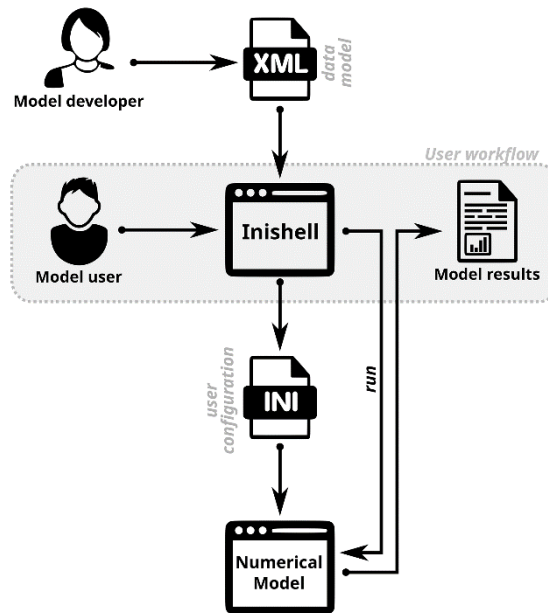 XML
data
model
Model developer
User workflow
Inishell
Model user
Model results
user
configuration
INI
run
Numerical
Model